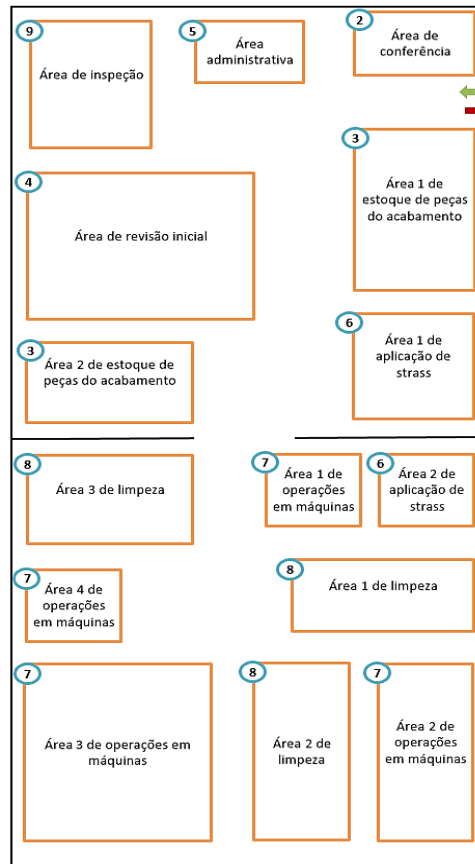 9
Área de inspeção
5
Área
administrativa
2
Área de
conferência
3
Área 1 de
estoque de peças
do acabamento
4
Área de revisão inicial
6
Área 1 de
aplicação de
strass
3
Área 2 de estoque de
peças do acabamento
8
Área 3 de limpeza
7
Área 1 de
operações
em máquinas
6
Área 2 de
aplicação de
strass
7
Área 4 de
operações
em máquinas
8
Área 1 de limpeza
7
Área 3 de operações em
máquinas
8
Área 2 de
limpeza
7
Área 2 de
operações
em máquinas